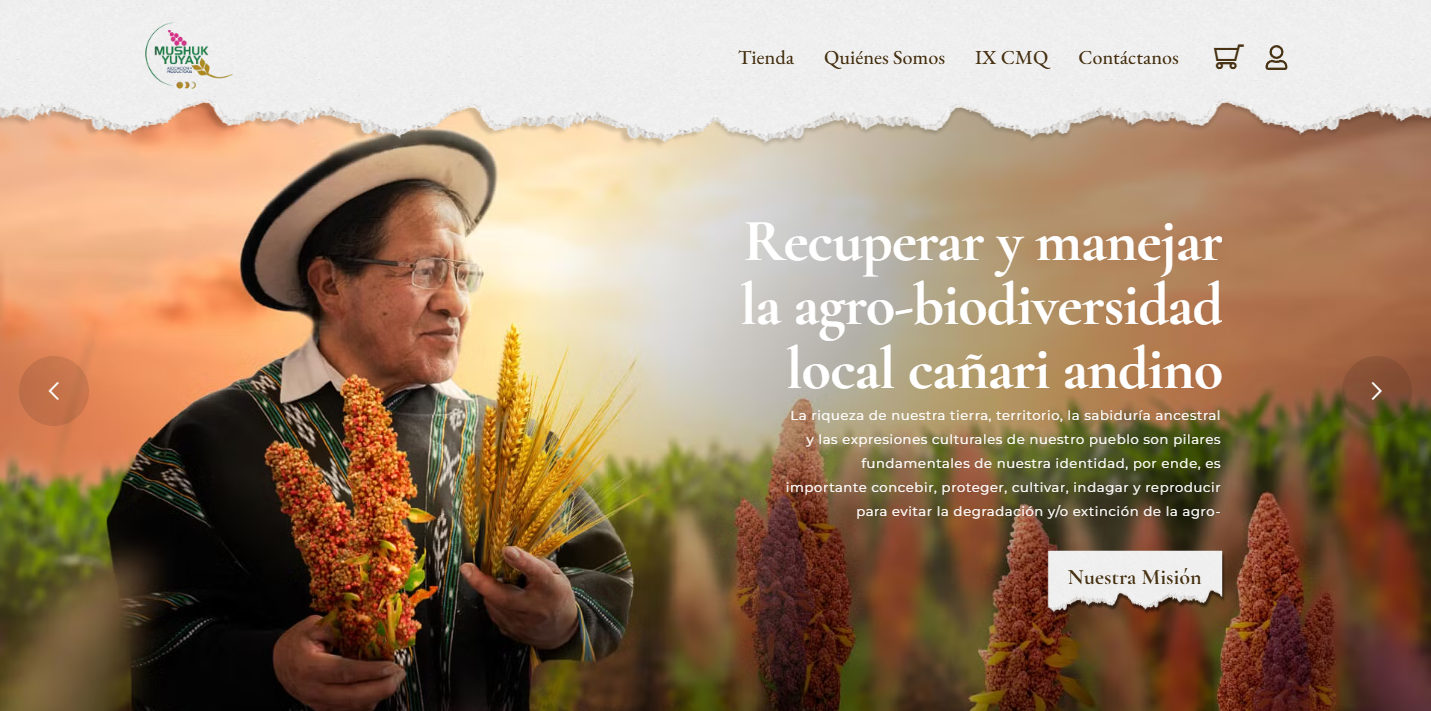 MUSHUK
YUYAY
Tienda
Quiénes Somos
IX CMQ
Contáctanos
Recuperar y manejar
la agro-biodiversidad
local cañari andino
La riqueza de nuestra tierra, territorio, la sabiduría ancestral
y las expresiones culturales de nuestro pueblo son pilares
fundamentales de nuestra identidad, por ende, es
importante concebir, proteger, cultivar, indagar y reproducir
para evitar la degradación y/o extinción de la agro-
Nuestra Misión